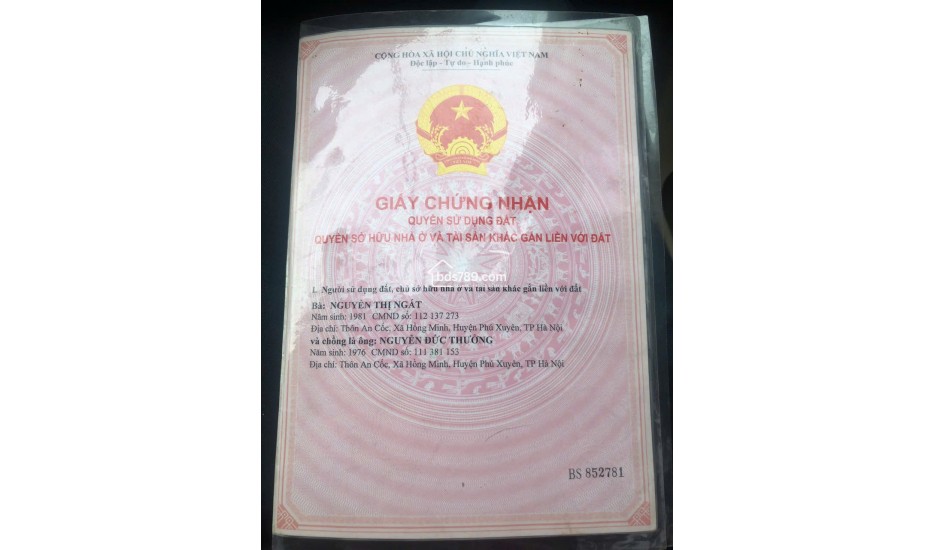 CỘNG HÒA XÃ HỘI CHỦ NGHĨA VIỆT NAM
Độc lập - Tự do - Hạnh phúc
GIẤY CHỨNG NHẬN
QUYỀN SỬ DỤNG ĐẤT
QUYỀN SỞ HỮU NHÀ Ở VÀ TÀI SẢN KHÁC GẮN LIỀN VỚI ĐẤT
bds789.com
I. Người sử dụng đất, chủ sở hữu nhà ở và tài sản khác gắn liền với đất
Bà: NGUYỄN THỊ NGÁT
Năm sinh: 1981 CMND số: 112 137 273
Địa chỉ: Thôn An Cốc, Xã Hồng Minh, Huyện Phú Xuyên, TP Hà Nội
và chồng là ông: NGUYỄN ĐỨC THƯỜNG
Năm sinh: 1976 CMND số: 111 381 153
Địa chỉ: Thôn An Cốc, Xã Hồng Minh, Huyện Phú Xuyên, TP Hà Nội
BS 852781